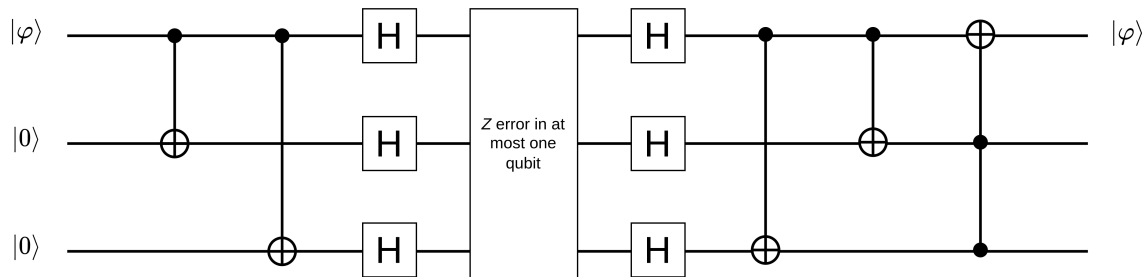 |φ⟩ H H |φ⟩
|0⟩ H Z error in at H
most one
qubit
|0⟩ H H